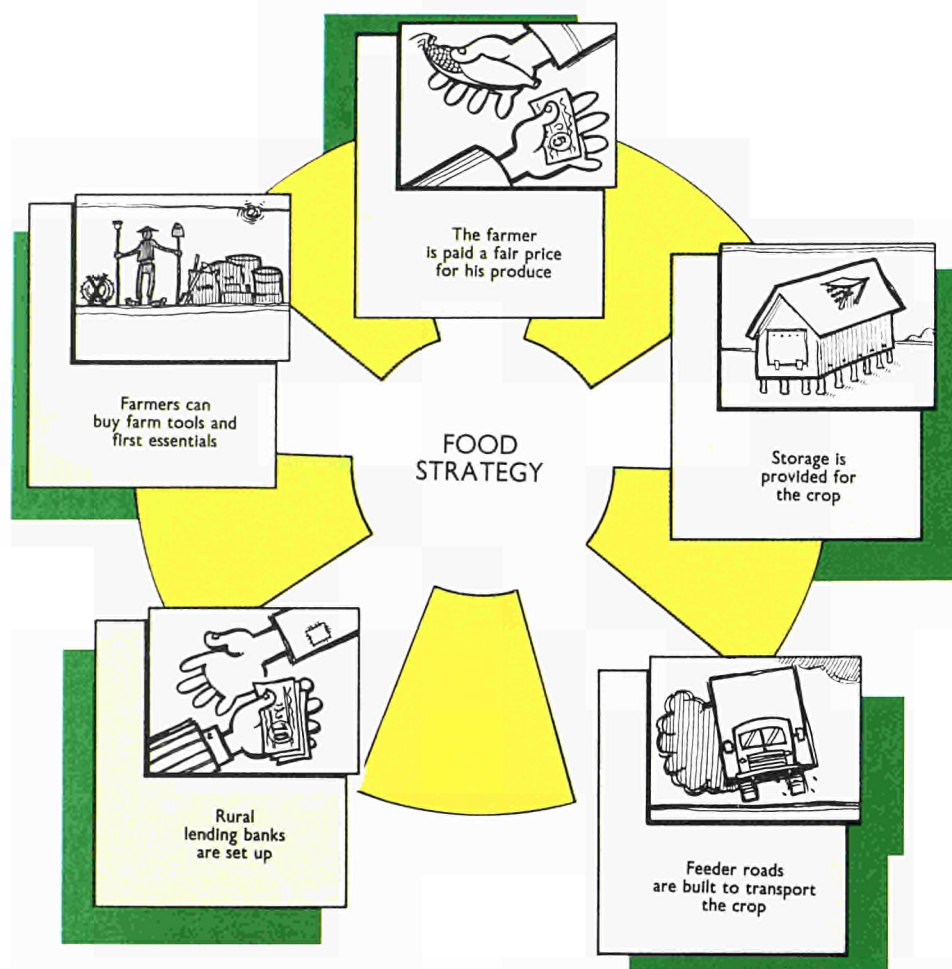 The farmer
is paid a fair price
for his produce
Farmers can
buy farm tools and
first essentials
FOOD
STRATEGY
Storage is
provided for
the crop
Rural
lending banks
are set up
Feeder roads
are built to transport
the crop